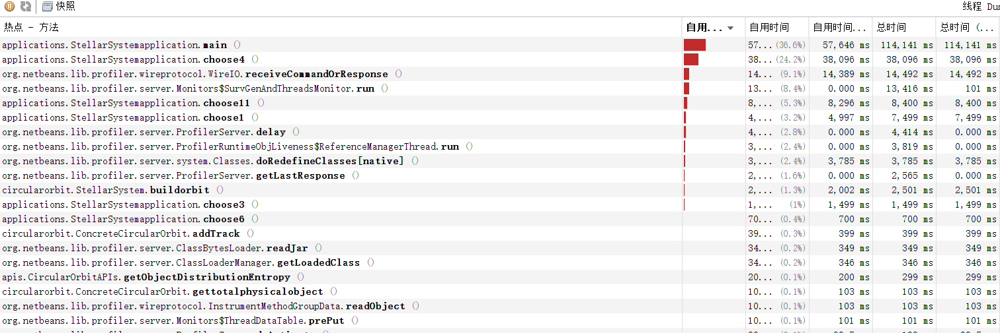 快照 线程 Dur
热点 - 方法 自用... 自用时间 自用时间... 总时间 总时间 (...
applications.StellarSystemapplication.main () 57... (36.6%) 57,646 ms 114,141 ms 114,141 ms
applications.StellarSystemapplication.choose4 () 38... (24.2%) 38,096 ms 38,096 ms 38,096 ms
org.netbeans.lib.profiler.wireprotocol.WireIO.receiveCommandOrResponse () 14... (9.1%) 14,389 ms 14,492 ms 14,492 ms
org.netbeans.lib.profiler.server.Monitors$SurvGenAndThreadsMonitor.run () 13... (8.4%) 0.000 ms 13,416 ms 101 ms
applications.StellarSystemapplication.choose11 () 8,... (5.3%) 8,296 ms 8,400 ms 8,400 ms
applications.StellarSystemapplication.choose1 () 4,... (3.2%) 4,997 ms 7,499 ms 7,499 ms
org.netbeans.lib.profiler.server.ProfilerServer.delay () 4,... (2.8%) 0.000 ms 4,414 ms 0.000 ms
org.netbeans.lib.profiler.server.ProfilerRuntimeObjLiveness$ReferenceManagerThread.run () 3,... (2.4%) 0.000 ms 3,819 ms 0.000 ms
org.netbeans.lib.profiler.server.system.Classes.doRedefineClasses[native] () 3,... (2.4%) 3,785 ms 3,785 ms 3,785 ms
org.netbeans.lib.profiler.server.ProfilerServer.getLastResponse () 2,... (1.6%) 0.000 ms 2,565 ms 0.000 ms
circularorbit.StellarSystem.buildorbit () 2,... (1.3%) 2,002 ms 2,501 ms 2,501 ms
applications.StellarSystemapplication.choose3 () 1,... (1%) 1,499 ms 1,499 ms 1,499 ms
applications.StellarSystemapplication.choose6 () 70... (0.4%) 700 ms 700 ms 700 ms
circularorbit.ConcreteCircularOrbit.addTrack () 39... (0.3%) 399 ms 399 ms 399 ms
org.netbeans.lib.profiler.server.ClassBytesLoader.readJar () 34... (0.2%) 349 ms 349 ms 349 ms
org.netbeans.lib.profiler.server.ClassLoaderManager.getLoadedClass () 34... (0.2%) 346 ms 346 ms 346 ms
apis.CircularOrbitAPIs.getObjectDistributionEntropy () 20... (0.1%) 200 ms 299 ms 299 ms
circularorbit.ConcreteCircularOrbit.gettotalphysicalobject () 10... (0.1%) 103 ms 103 ms 103 ms
org.netbeans.lib.profiler.wireprotocol.InstrumentMethodGroupData.readObject () 10... (0.1%) 103 ms 103 ms 103 ms
org.netbeans.lib.profiler.server.Monitors$ThreadDataTable.prePut () 10... (0.1%) 101 ms 101 ms 101 ms